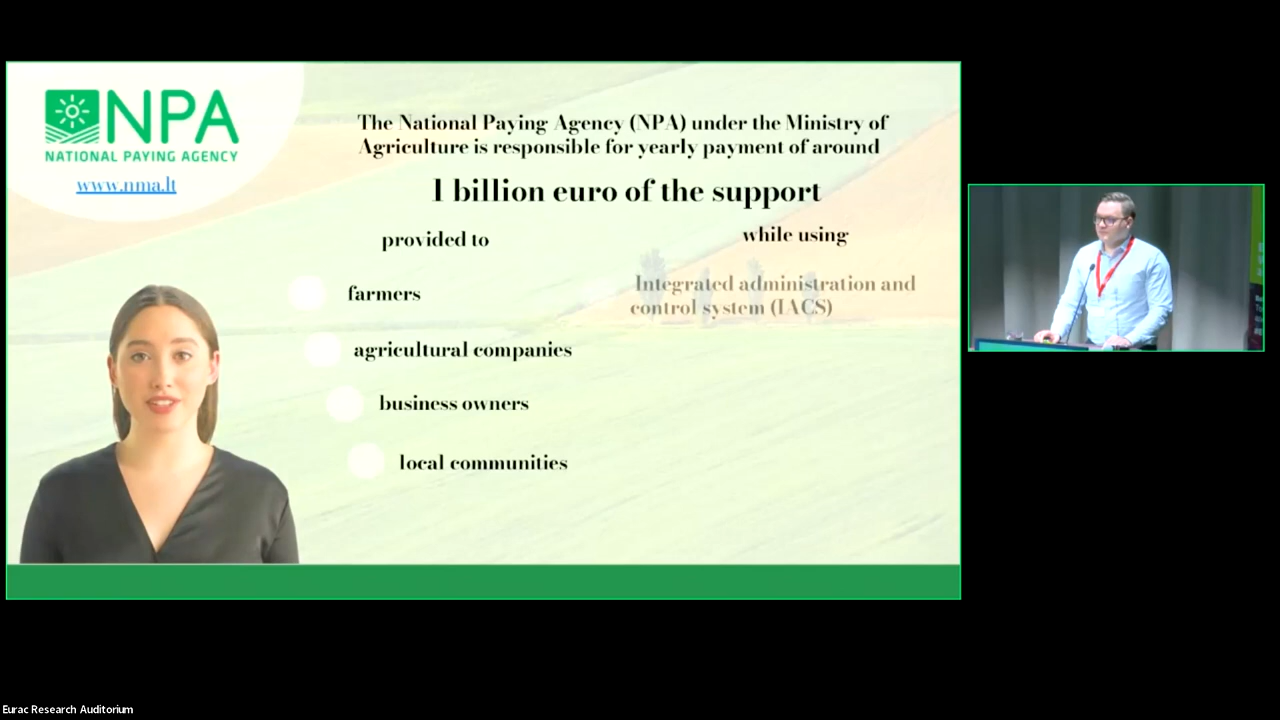 NPA
NATIONAL PAYING AGENCY
www.nma.lt
The National Paying Agency (NPA) under the Ministry of
Agriculture is responsible for yearly payment of around
1 billion euro of the support
provided to
while using
farmers
Integrated administration and
control system (IACS)
agricultural companies
business owners
local communities
Eurac Research Auditorium